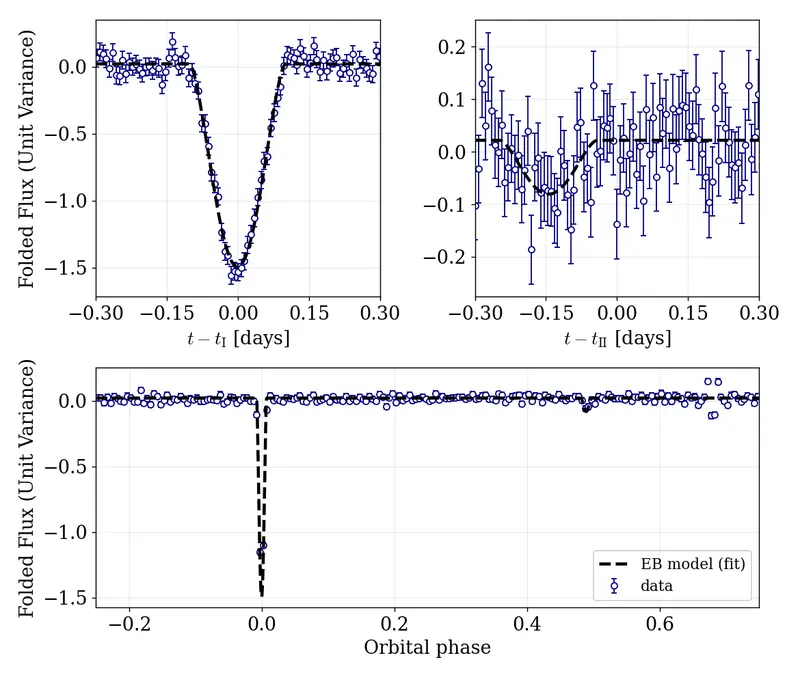 Folded Flux (Unit Variance)
0.0
−0.5
−1.0
−1.5
−0.30 −0.15 0.00 0.15 0.30
t − tI [days]
0.2
0.1
0.0
−0.1
−0.2
−0.30 −0.15 0.00 0.15 0.30
t − tII [days]
Folded Flux (Unit Variance)
0.0
−0.5
−1.0
−1.5
−0.2 0.0 0.2 0.4 0.6
Orbital phase
EB model (fit)
data